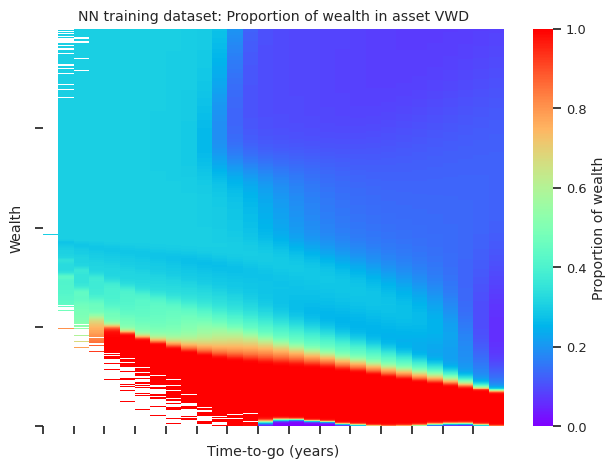 NN training dataset: Proportion of wealth in asset VWD
Wealth
Time-to-go (years)
1.0
0.8
0.6
0.4
0.2
0.0
Proportion of wealth